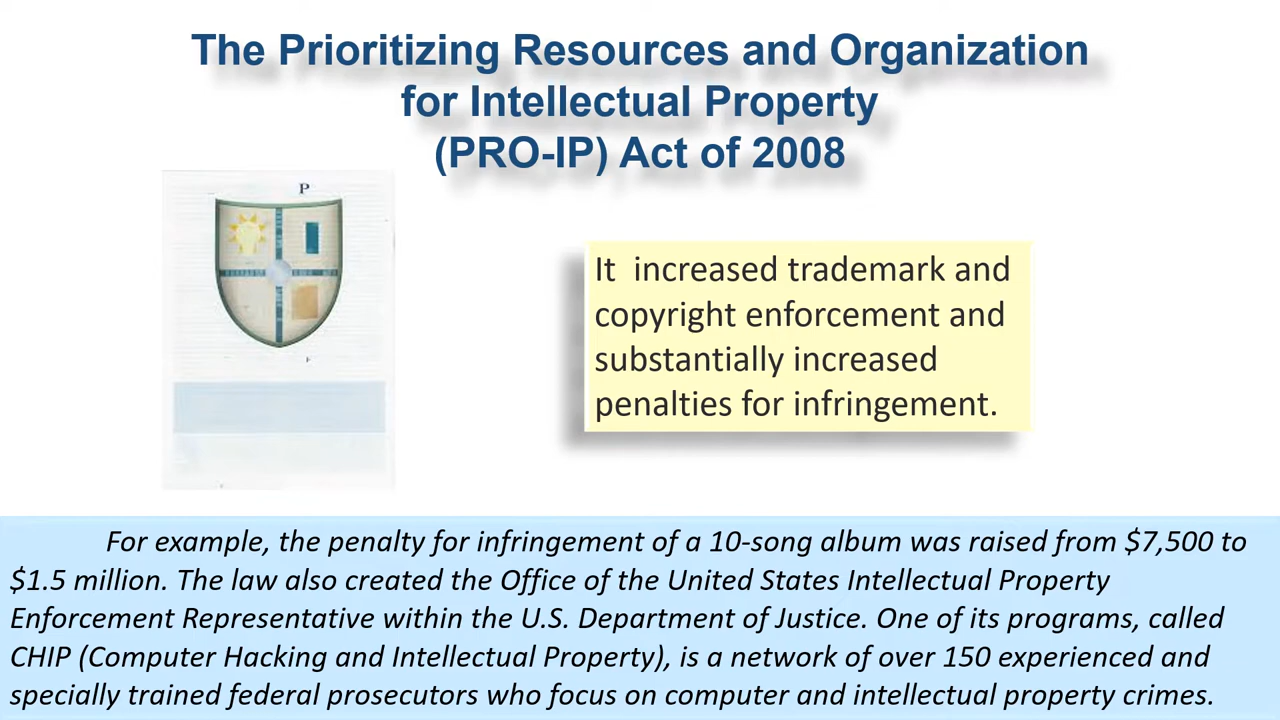 The Prioritizing Resources and Organization
for Intellectual Property
(PRO-IP) Act of 2008
P
It increased trademark and
copyright enforcement and
substantially increased
penalties for infringement.
For example, the penalty for infringement of a 10-song album was raised from $7,500 to
$1.5 million. The law also created the Office of the United States Intellectual Property
Enforcement Representative within the U.S. Department of Justice. One of its programs, called
CHIP (Computer Hacking and Intellectual Property), is a network of over 150 experienced and
specially trained federal prosecutors who focus on computer and intellectual property crimes.